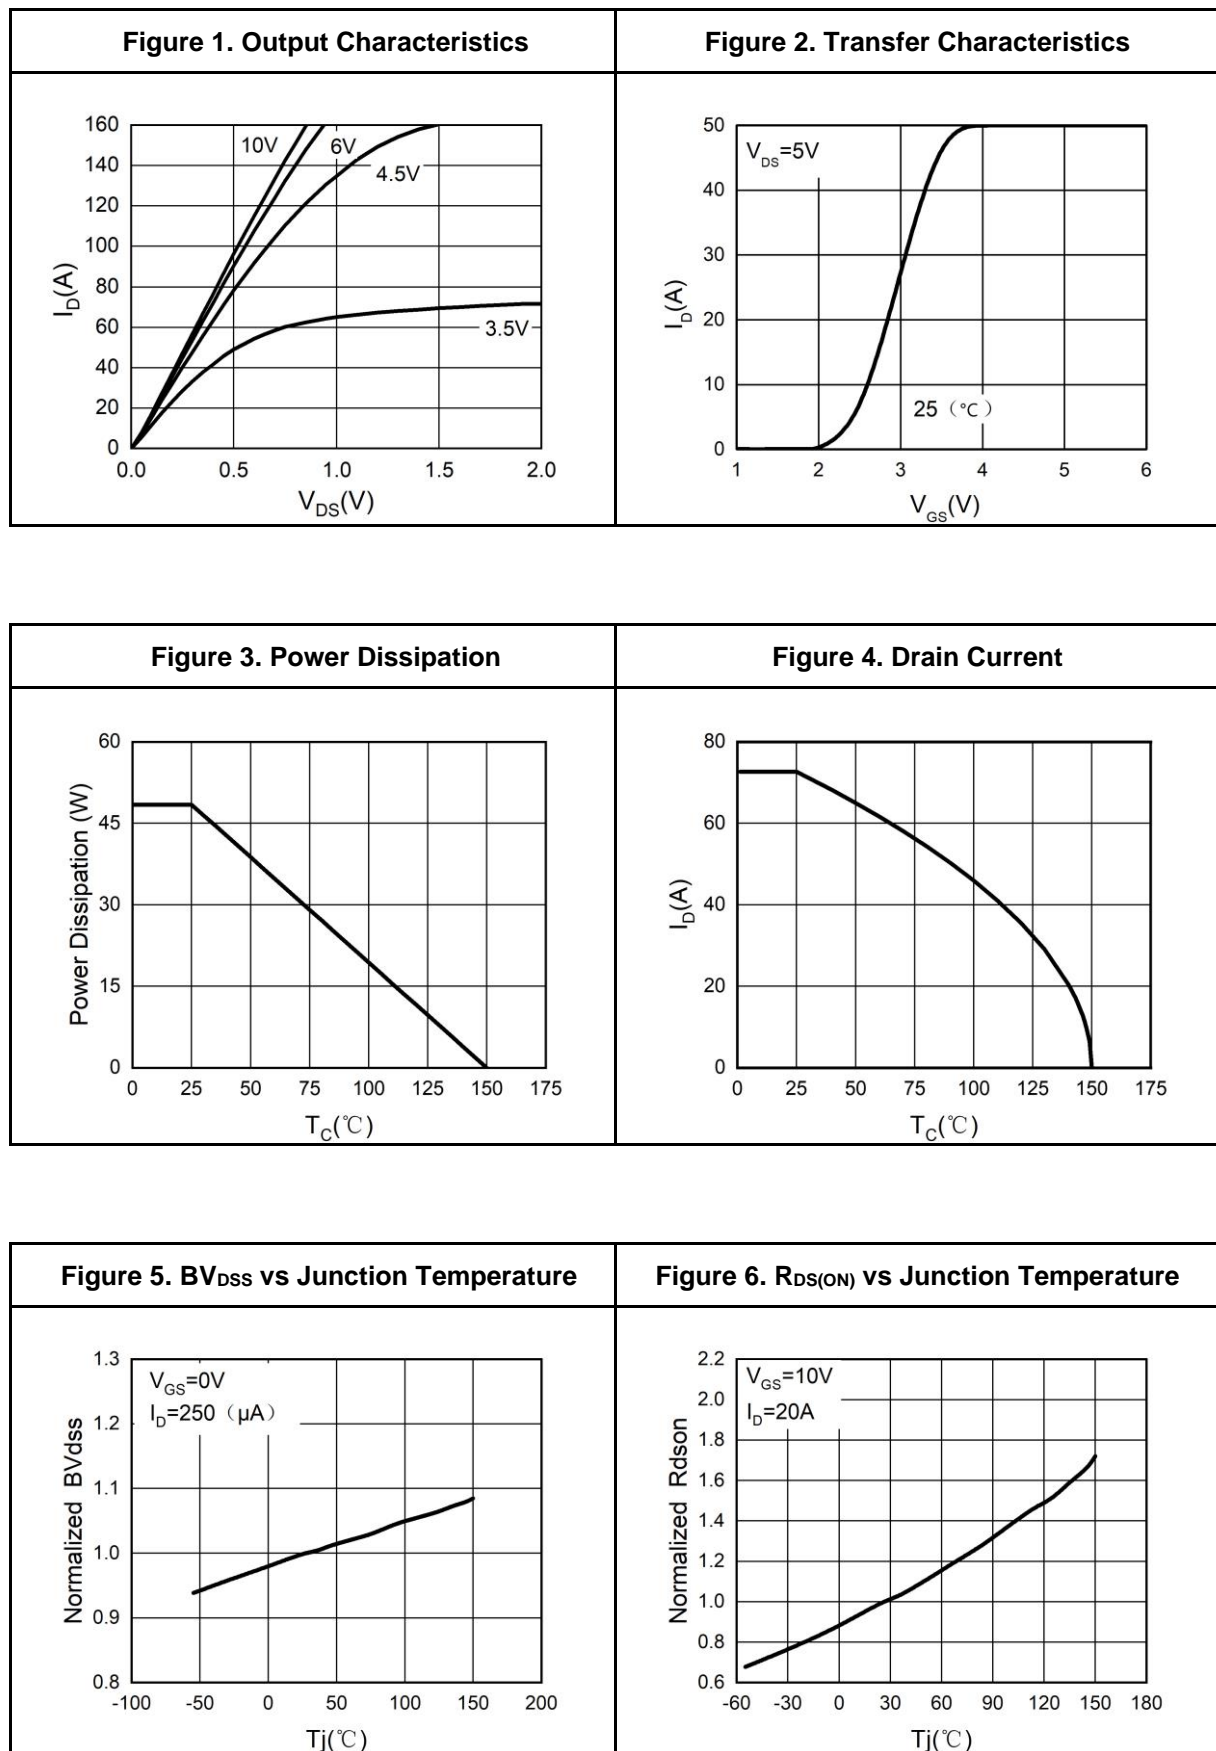 Figure 1. Output Characteristics
Figure 2. Transfer Characteristics
160
140
120
100
80
60
40
20
0
I_D(A)
10V
6V
4.5V
3.5V
0.0 0.5 1.0 1.5 2.0
V_DS(V)
50
40
30
20
10
0
I_D(A)
V_DS=5V
25（℃）
1 2 3 4 5 6
V_GS(V)
Figure 3. Power Dissipation
Figure 4. Drain Current
60
45
30
15
0
Power Dissipation (W)
0 25 50 75 100 125 150 175
T_C(℃)
80
60
40
20
0
I_D(A)
0 25 50 75 100 125 150 175
T_C(℃)
Figure 5. BV_DSS vs Junction Temperature
Figure 6. R_DS(ON) vs Junction Temperature
1.3
1.2
1.1
1.0
0.9
0.8
Normalized BVdss
V_GS=0V
I_D=250（μA）
-100 -50 0 50 100 150 200
Tj(℃)
2.2
2.0
1.8
1.6
1.4
1.2
1.0
0.8
0.6
Normalized Rdson
V_GS=10V
I_D=20A
-60 -30 0 30 60 90 120 150 180
Tj(℃)